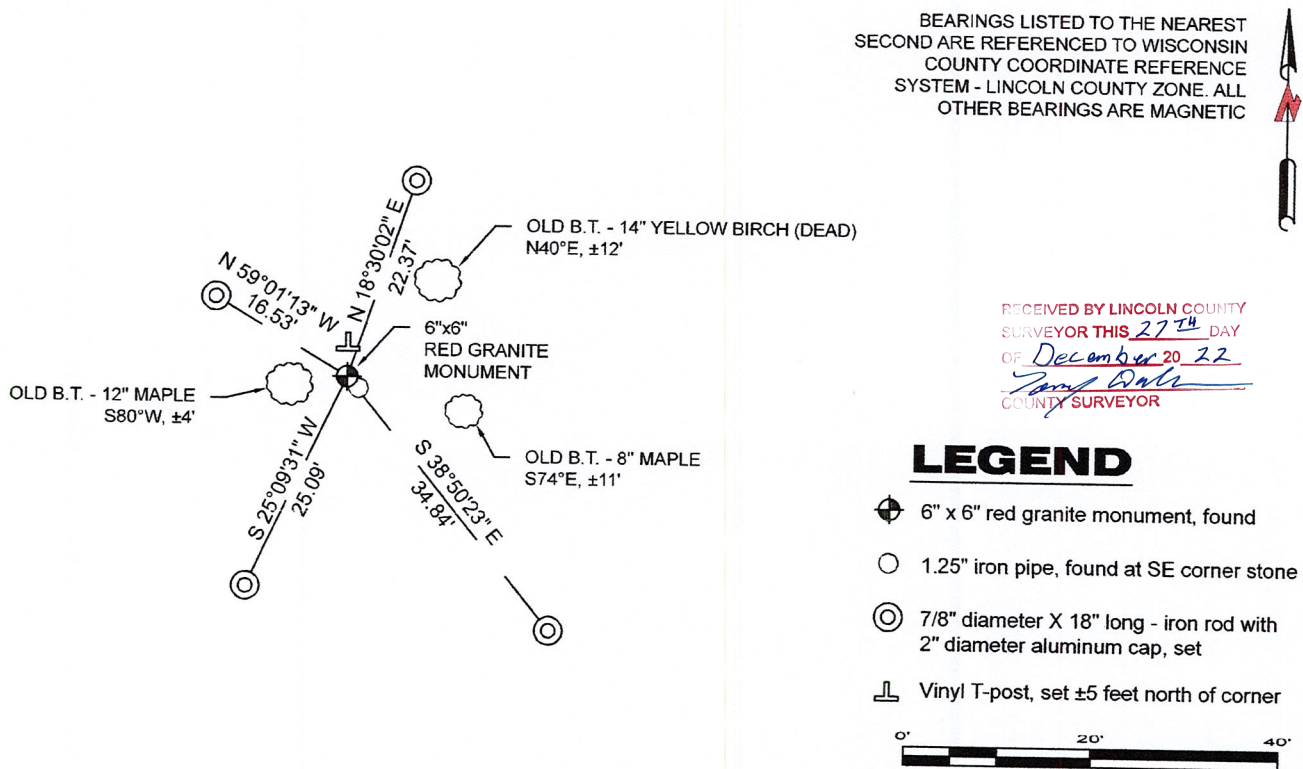 BEARINGS LISTED TO THE NEAREST
SECOND ARE REFERENCED TO WISCONSIN
COUNTY COORDINATE REFERENCE
SYSTEM - LINCOLN COUNTY ZONE. ALL
OTHER BEARINGS ARE MAGNETIC
N
N 18°30'02" E
22.37'
OLD B.T. - 14" YELLOW BIRCH (DEAD)
N40°E, ±12'
N 59°01'13" W
16.53'
6"x6"
RED GRANITE
MONUMENT
OLD B.T. - 12" MAPLE
S80°W, ±4'
OLD B.T. - 8" MAPLE
S74°E, ±11'
S 25°09'31" W
25.09'
S 38°50'23" E
34.84'
RECEIVED BY LINCOLN COUNTY
SURVEYOR THIS 27TH DAY
OF December 20 22
COUNTY SURVEYOR
LEGEND
6" x 6" red granite monument, found
1.25" iron pipe, found at SE corner stone
7/8" diameter X 18" long - iron rod with
2" diameter aluminum cap, set
Vinyl T-post, set ±5 feet north of corner
0' 20' 40'